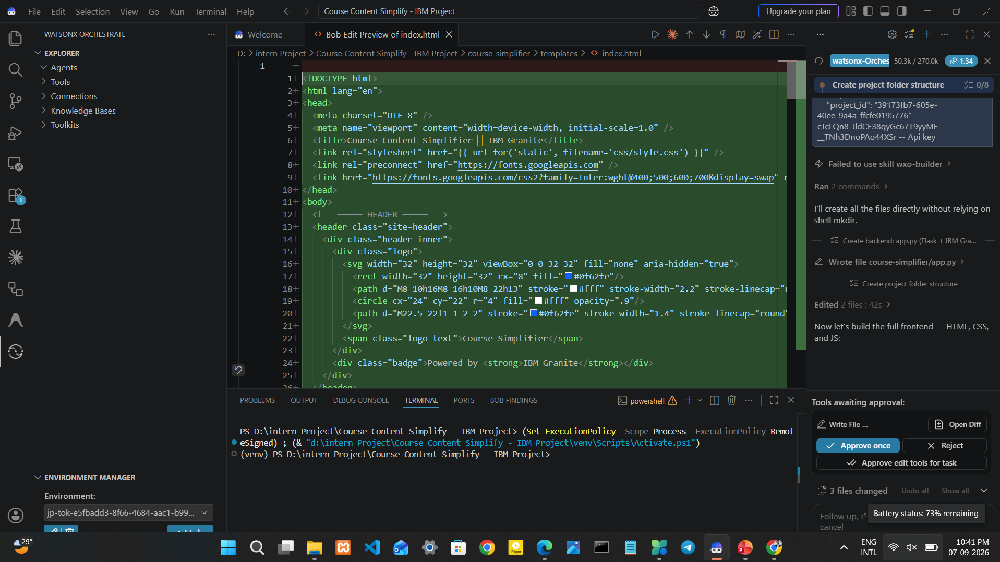 File Edit Selection View Go Run Terminal Help
Course Content Simplify - IBM Project
Upgrade your plan
WATSONX ORCHESTRATE
EXPLORER
Agents
Tools
Connections
Knowledge Bases
Toolkits
ENVIRONMENT MANAGER
Environment:
jp-tok-e5fbadd3-8f66-4684-aac1-b99...
Welcome
<> Bob Edit Preview of index.html
D: > intern Project > Course Content Simplify - IBM Project > course-simplifier > templates > <> index.html
1 —
1+ <!DOCTYPE html>
2+ <html lang="en">
3+ <head>
4+ <meta charset="UTF-8" />
5+ <meta name="viewport" content="width=device-width, initial-scale=1.0" />
6+ <title>Course Content Simplifier – IBM Granite</title>
7+ <link rel="stylesheet" href="{{ url_for('static', filename='css/style.css') }}" />
8+ <link rel="preconnect" href="https://fonts.googleapis.com" />
9+ <link href="https://fonts.googleapis.com/css2?family=Inter:wght@400;500;600;700&display=swap" r
10+ </head>
11+ <body>
12+ <!-- ───── HEADER ───── -->
13+ <header class="site-header">
14+ <div class="header-inner">
15+ <div class="logo">
16+ <svg width="32" height="32" viewBox="0 0 32 32" fill="none" aria-hidden="true">
17+ <rect width="32" height="32" rx="8" fill="#0f62fe"/>
18+ <path d="M8 10h16M8 16h10M8 22h13" stroke="#fff" stroke-width="2.2" stroke-linecap="r
19+ <circle cx="24" cy="22" r="4" fill="#fff" opacity=".9"/>
20+ <path d="M22.5 22l1 1 2-2" stroke="#0f62fe" stroke-width="1.4" stroke-linecap="round"
21+ </svg>
22+ <span class="logo-text">Course Simplifier</span>
23+ </div>
24+ <div class="badge">Powered by <strong>IBM Granite</strong></div>
25+ </div>
26+ </header>
PROBLEMS OUTPUT DEBUG CONSOLE TERMINAL PORTS BOB FINDINGS
powershell
PS D:\intern Project\Course Content Simplify - IBM Project> (Set-ExecutionPolicy -Scope Process -ExecutionPolicy Remot
eSigned) ; (& "d:\intern Project\Course Content Simplify - IBM Project\venv\Scripts\Activate.ps1")
(venv) PS D:\intern Project\Course Content Simplify - IBM Project>
watsonx-Orches 50.3k / 270.0k 1.34
Create project folder structure 0/8
"project_id": "39173fb7-605e-
40ee-9a4a-ffcfe0195776"
cTcLQn8_JldCE38qyGc67T9yyME
__TNh3DnoPAo44XSr -- Api key
Failed to use skill wxo-builder
Ran 2 commands
I'll create all the files directly without relying on
shell mkdir.
Create backend: app.py (Flask + IBM Gra...
Wrote file course-simplifier/app.py
Create project folder structure
Edited 2 files : 42s
Now let's build the full frontend — HTML, CSS,
and JS:
Tools awaiting approval:
Write File ...
Open Diff
Approve once
Reject
Approve edit tools for task
3 files changed Undo all Show all
Follow up,
cancel
Battery status: 73% remaining
29°
Player
ENG
INTL
10:41 PM
07-09-2026